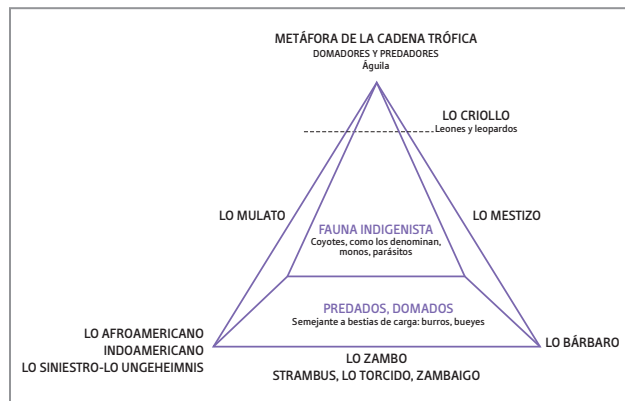 METÁFORA DE LA CADENA TRÓFICA
DOMADORES Y PREDADORES
Águila
LO CRIOLLO
Leones y leopardos
LO MULATO
LO MESTIZO
FAUNA INDIGENISTA
Coyotes, como los denominan,
monos, parásitos
PREDADOS, DOMADOS
Semejante a bestias de carga: burros, bueyes
LO AFROAMERICANO
INDOAMERICANO
LO SINIESTRO-LO UNGEHEIMNIS
LO BÁRBARO
LO ZAMBO
STRAMBUS, LO TORCIDO, ZAMBAIGO